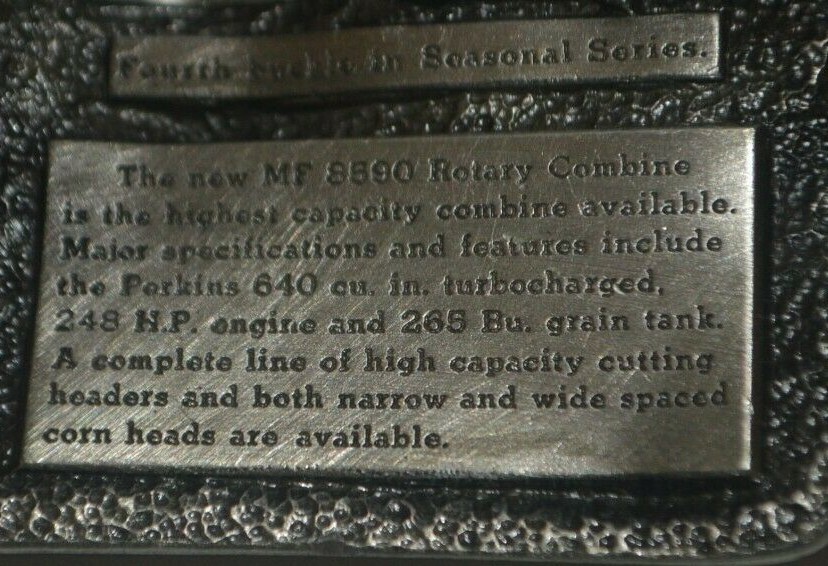 Fourth buckle in Seasonal Series.
The new MF 8590 Rotary Combine
is the highest capacity combine available.
Major specifications and features include
the Perkins 640 cu. in. turbocharged,
248 H.P. engine and 265 Bu. grain tank.
A complete line of high capacity cutting
headers and both narrow and wide spaced
corn heads are available.